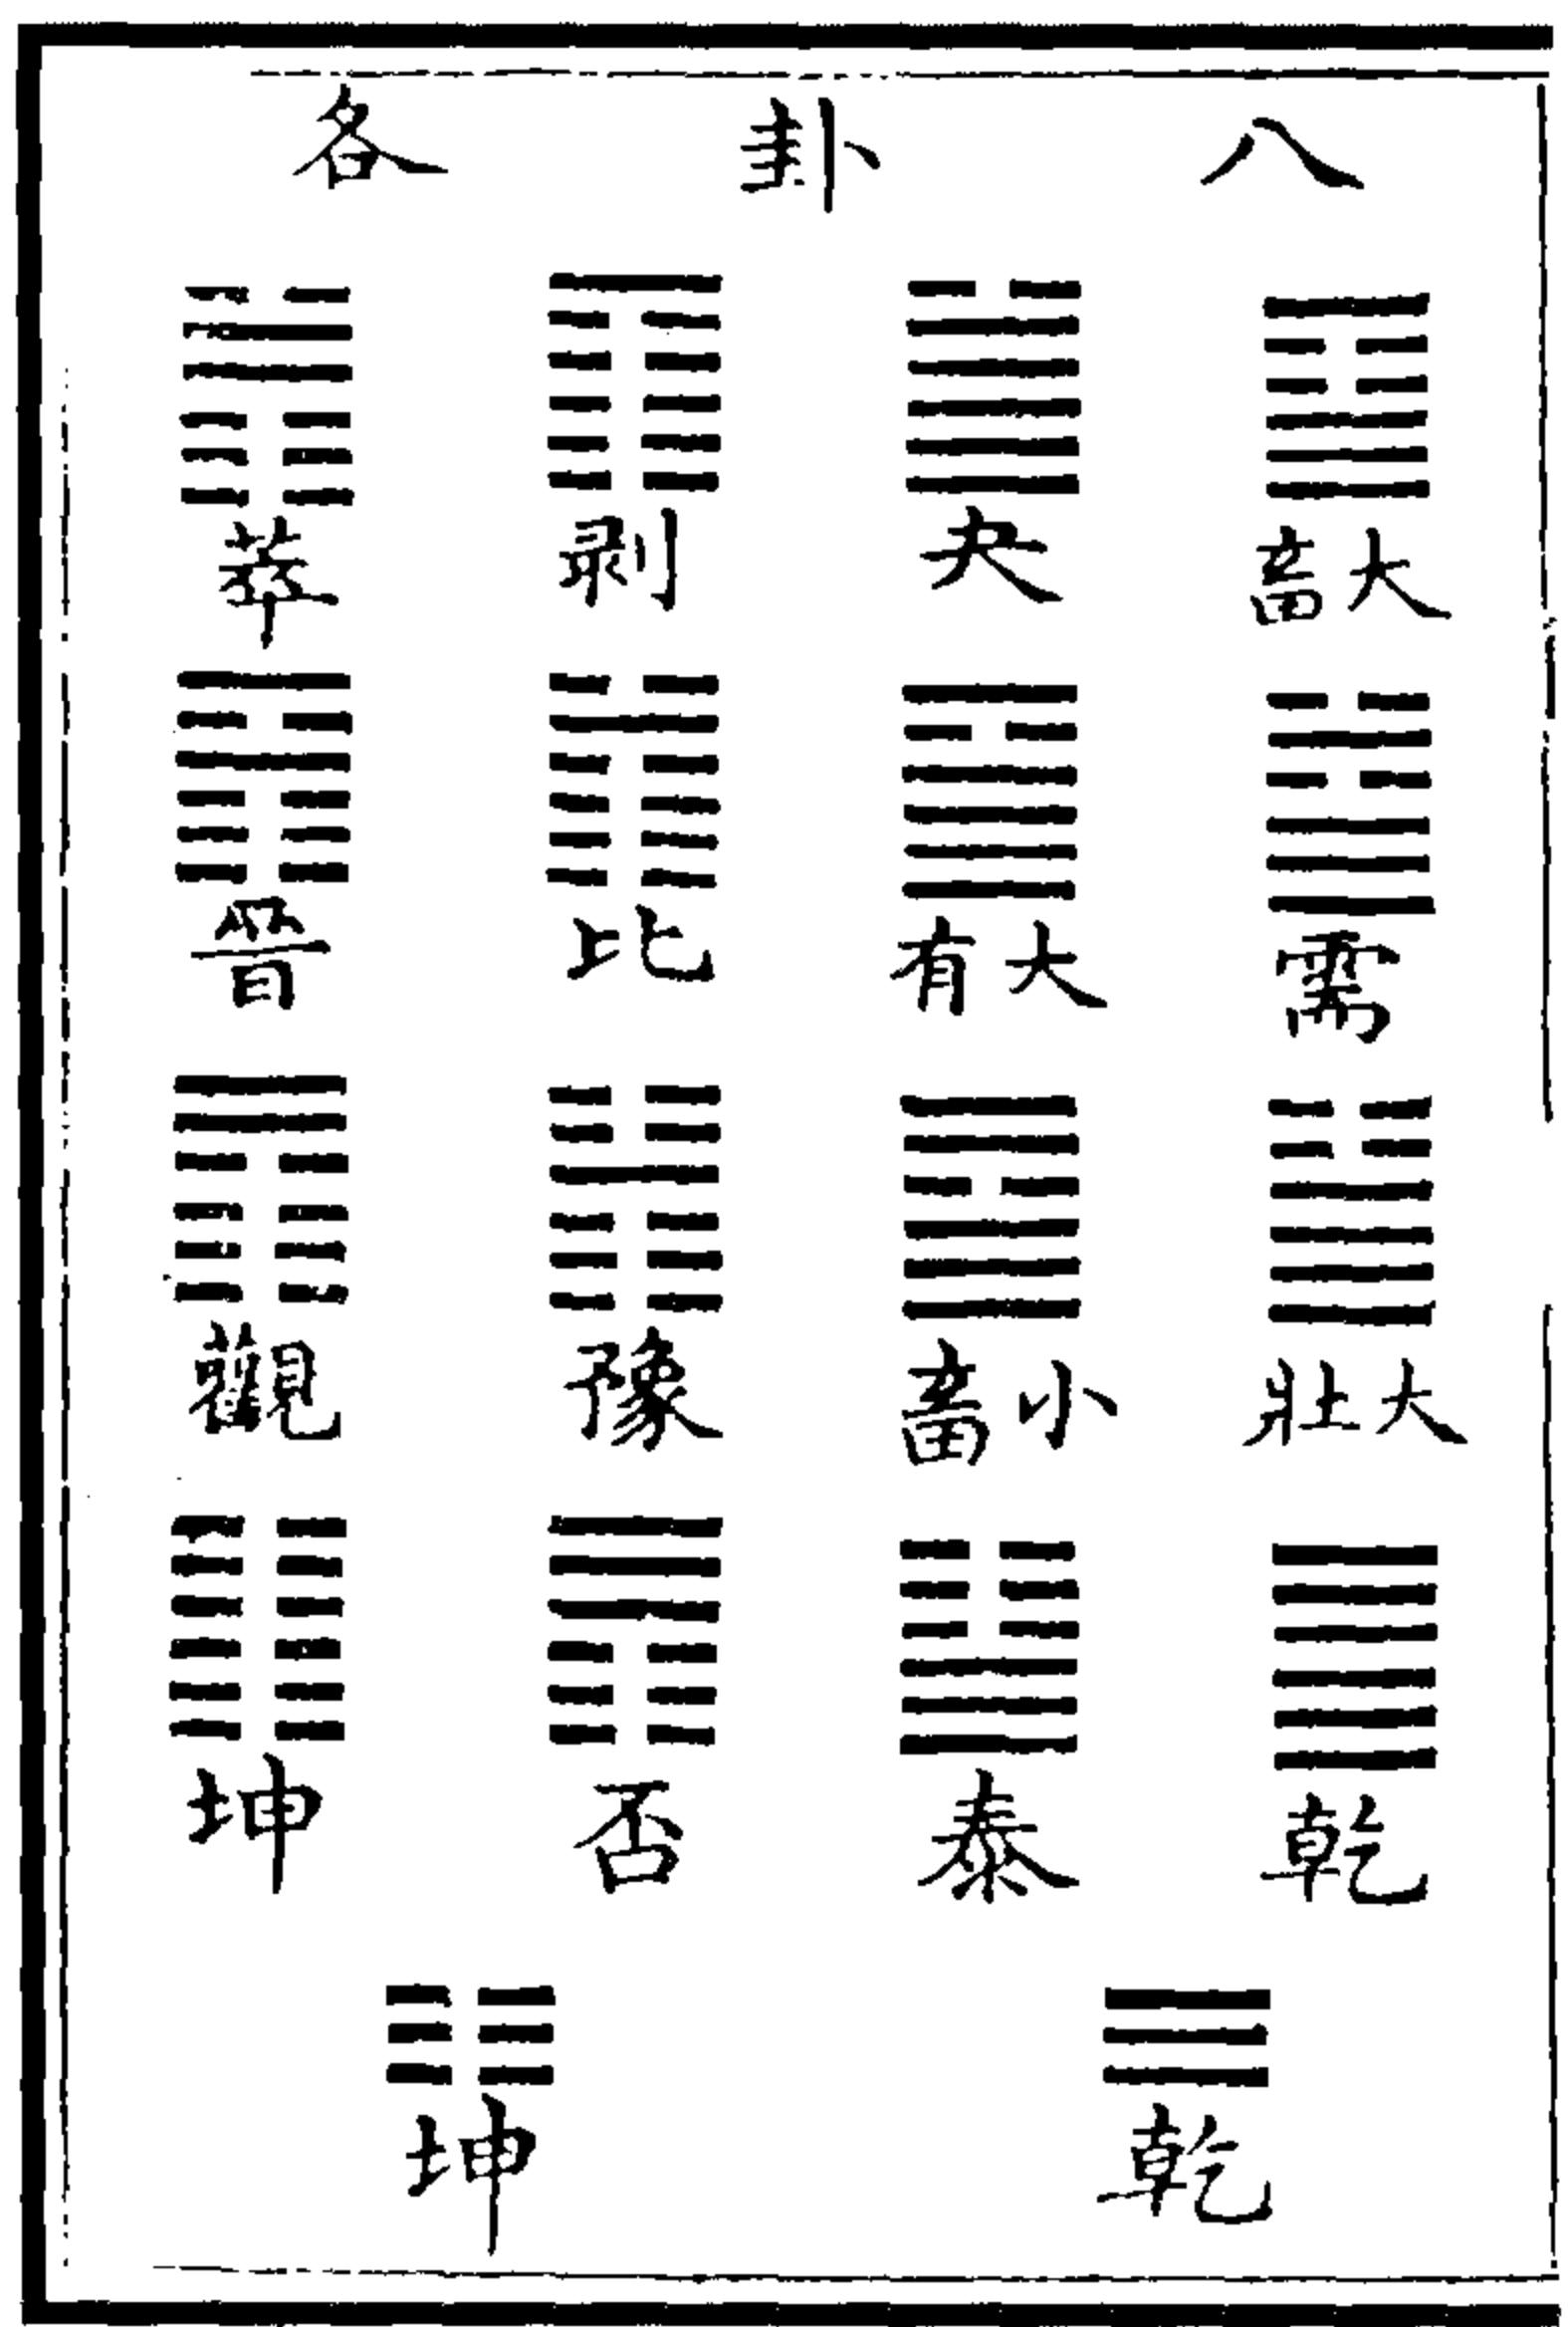 八卦各
大畜 夬 剥 萃
需 大有 比 晉
大壯 小畜 豫 觀
乾 泰 否 坤
乾 坤